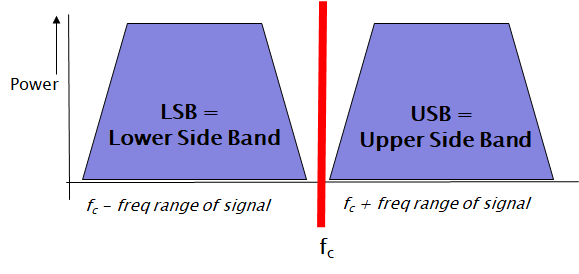 Power
LSB =
Lower Side Band
USB =
Upper Side Band
fc – freq range of signal
fc + freq range of signal
fc